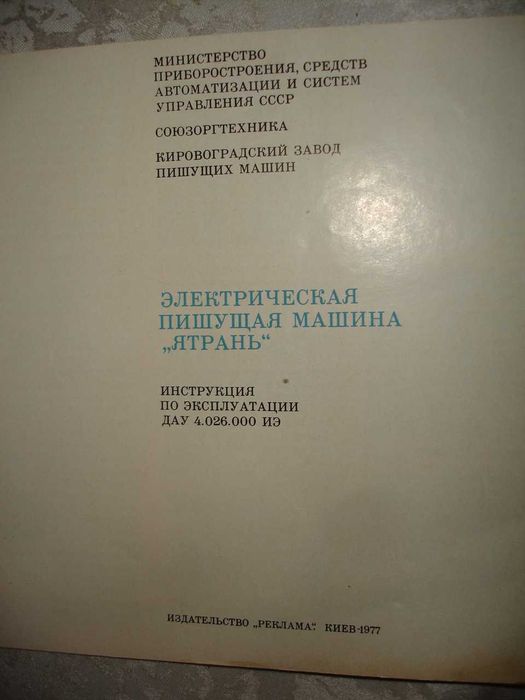 МИНИСТЕРСТВО
ПРИБОРОСТРОЕНИЯ, СРЕДСТВ
АВТОМАТИЗАЦИИ И СИСТЕМ
УПРАВЛЕНИЯ СССР
СОЮЗОРГТЕХНИКА
КИРОВОГРАДСКИЙ ЗАВОД
ПИШУЩИХ МАШИН
ЭЛЕКТРИЧЕСКАЯ
ПИШУЩАЯ МАШИНА
„ЯТРАНЬ“
ИНСТРУКЦИЯ
ПО ЭКСПЛУАТАЦИИ
ДАУ 4.026.000 ИЭ
ИЗДАТЕЛЬСТВО „РЕКЛАМА“. КИЕВ-1977